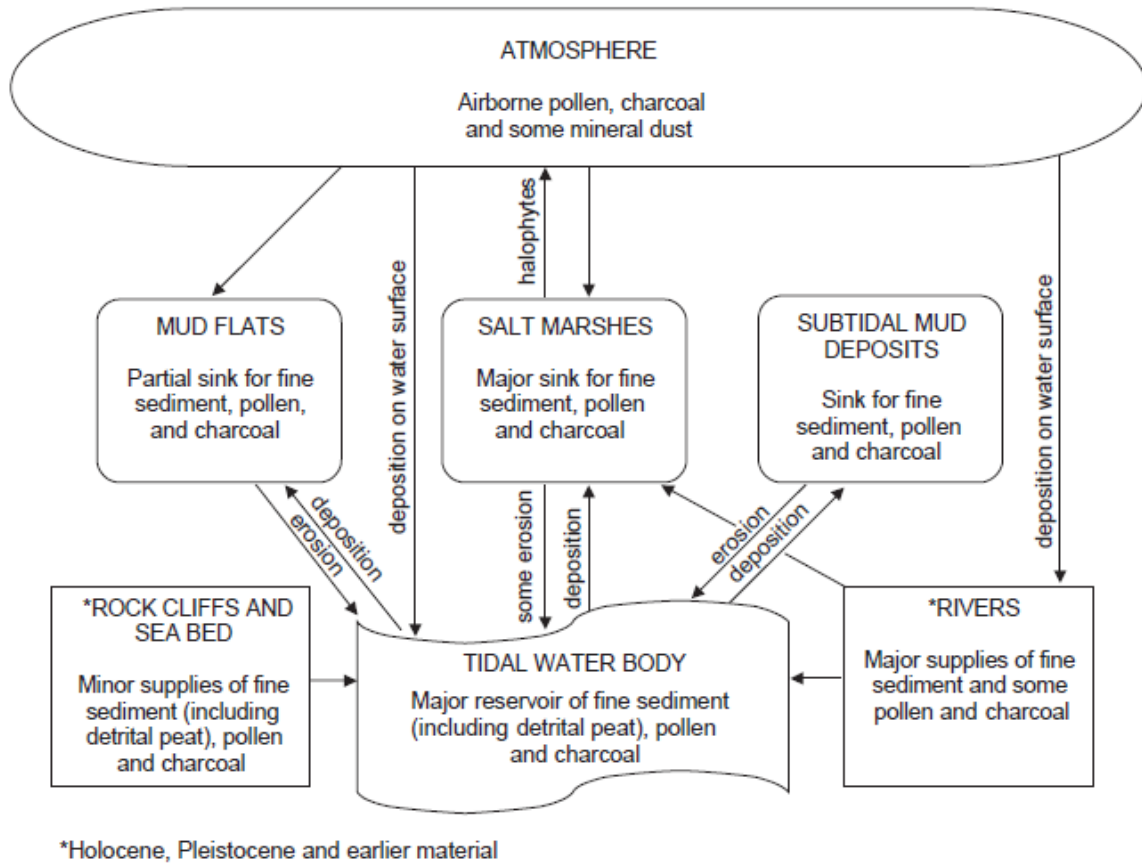 ATMOSPHERE
Airborne pollen, charcoal
and some mineral dust
halophytes
deposition on water surface
deposition on water surface
MUD FLATS
Partial sink for fine
sediment, pollen,
and charcoal
SALT MARSHES
Major sink for fine
sediment, pollen
and charcoal
SUBTIDAL MUD
DEPOSITS
Sink for fine
sediment, pollen
and charcoal
erosion
deposition
some erosion
deposition
erosion
deposition
*ROCK CLIFFS AND
SEA BED
Minor supplies of fine
sediment (including
detrital peat), pollen
and charcoal
TIDAL WATER BODY
Major reservoir of fine sediment
(including detrital peat), pollen
and charcoal
*RIVERS
Major supplies of fine
sediment and some
pollen and charcoal
*Holocene, Pleistocene and earlier material